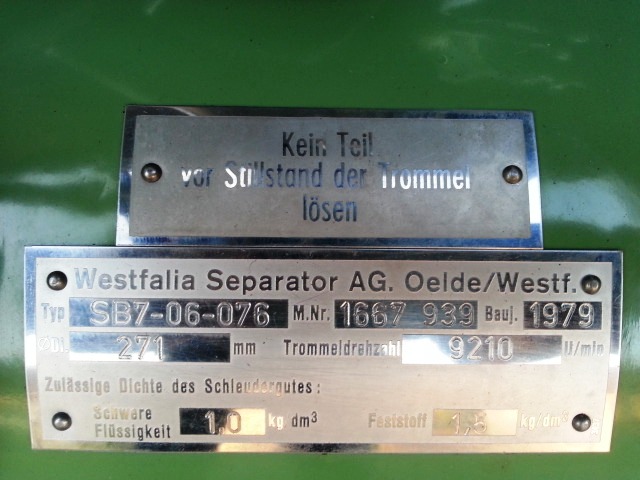 Kein Teil
vor Stillstand der Trommel
lösen
Westfalia Separator AG. Oelde/Westf.
Typ SB7-06-076 M.Nr. 1667 939 Bauj. 1979
271 mm Trommeldrehzahl 9210 U/min
Zulässige Dichte des Schleudergutes:
Schwere
Flüssigkeit 1,0 kg dm³ Feststoff 1,5 kg/dm³